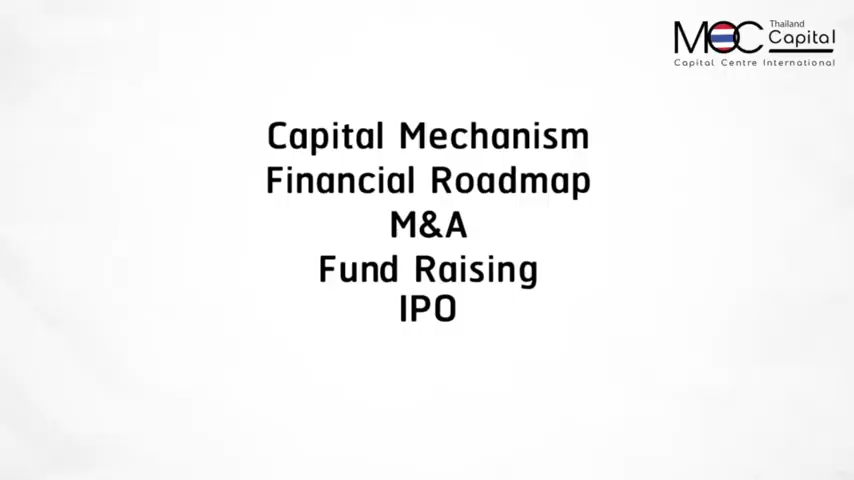 MOC Thailand Capital
Capital Centre International
Capital Mechanism
Financial Roadmap
M&A
Fund Raising
IPO